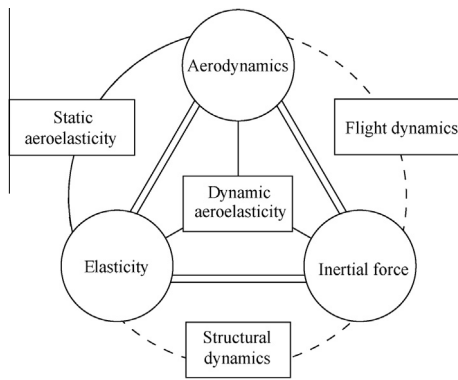 Aerodynamics
Static
aeroelasticity
Flight dynamics
Dynamic
aeroelasticity
Elasticity
Inertial force
Structural
dynamics